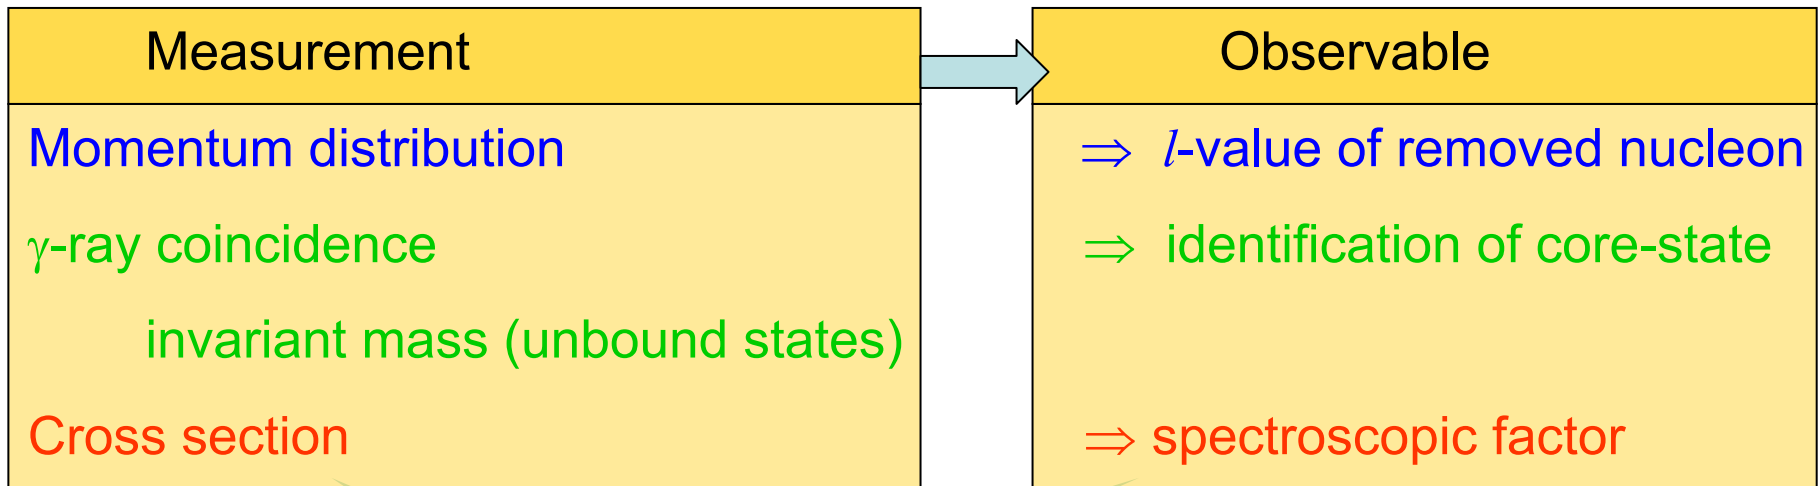 Measurement
Observable
Momentum distribution
⇒ l-value of removed nucleon
γ-ray coincidence
⇒ identification of core-state
invariant mass (unbound states)
Cross section
⇒ spectroscopic factor